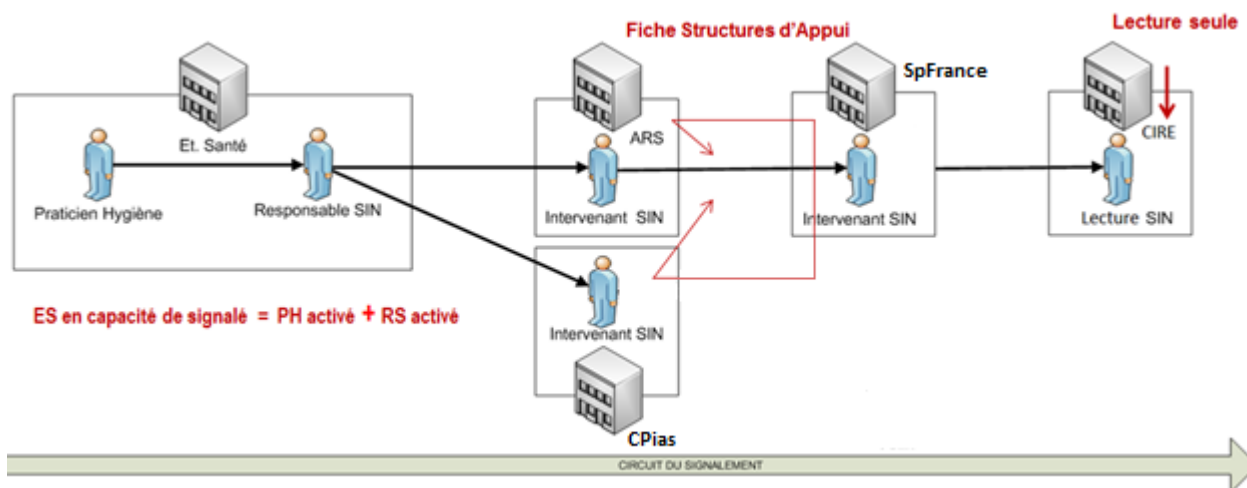 Fiche Structures d'Appui
Lecture seule
SpFrance
Et. Santé
ARS
CIRE
Praticien Hygiène
Responsable SIN
Intervenant SIN
Intervenant SIN
Lecture SIN
ES en capacité de signalé = PH activé + RS activé
Intervenant SIN
CPias
CIRCUIT DU SIGNALEMENT